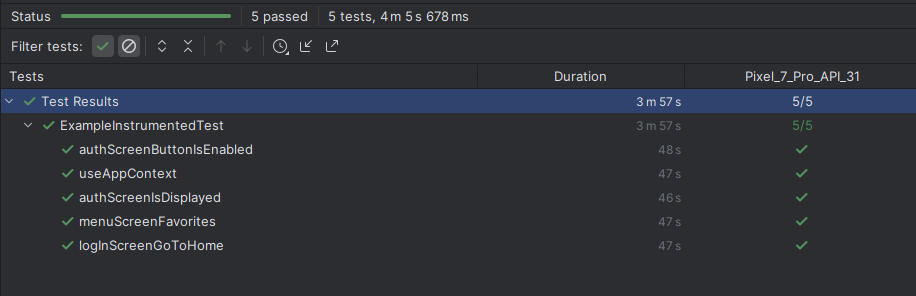 Status 5 passed 5 tests, 4 m 5 s 678 ms
Filter tests:
Tests Duration Pixel_7_Pro_API_31
Test Results 3 m 57 s 5/5
ExampleInstrumentedTest 3 m 57 s 5/5
authScreenButtonIsEnabled 48 s
useAppContext 47 s
authScreenIsDisplayed 46 s
menuScreenFavorites 47 s
logInScreenGoToHome 47 s